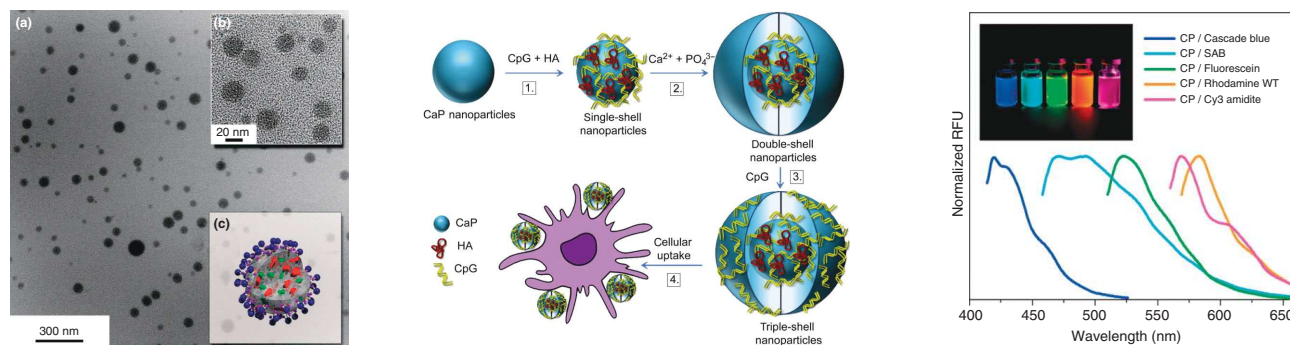 (a)
(b)
20 nm
(c)
300 nm
CpG + HA
1.
CaP nanoparticles
Single-shell
nanoparticles
Ca²⁺ + PO₄³⁻
2.
Double-shell
nanoparticles
CpG
3.
Triple-shell
nanoparticles
Cellular
uptake
4.
CaP
HA
CpG
CP / Cascade blue
CP / SAB
CP / Fluorescein
CP / Rhodamine WT
CP / Cy3 amidite
Normalized RFU
400 450 500 550 600 650
Wavelength (nm)